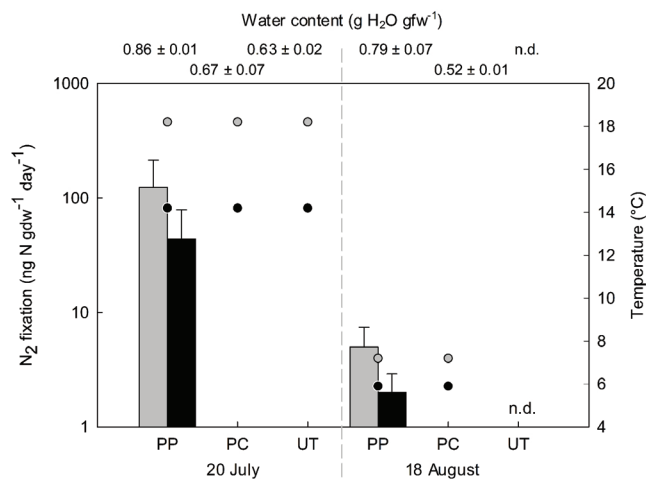 Water content (g H₂O gfw⁻¹)
0.86 ± 0.01 0.63 ± 0.02 0.79 ± 0.07 n.d.
0.67 ± 0.07 0.52 ± 0.01
1000 20
18
16
100 14
12
10 10
8
6
1 4
N₂ fixation (ng N gdw⁻¹ day⁻¹)
Temperature (°C)
n.d.
PP PC UT PP PC UT
20 July 18 August